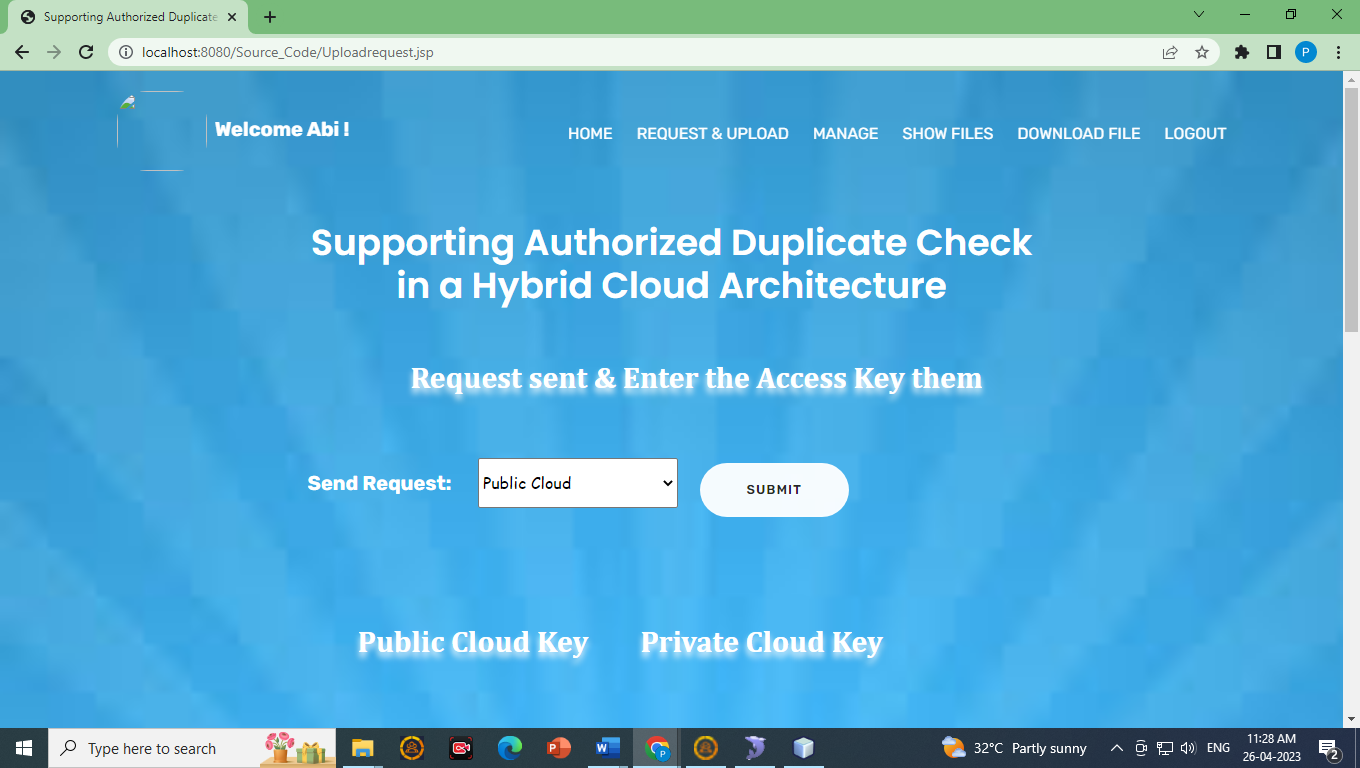 Supporting Authorized Duplicate
localhost:8080/Source_Code/Uploadrequest.jsp
P
Welcome Abi !
HOME REQUEST & UPLOAD MANAGE SHOW FILES DOWNLOAD FILE LOGOUT
Supporting Authorized Duplicate Check
in a Hybrid Cloud Architecture
Request sent & Enter the Access Key them
Send Request: Public Cloud SUBMIT
Public Cloud Key Private Cloud Key
Type here to search
32°C Partly sunny
ENG
11:28 AM
26-04-2023
2